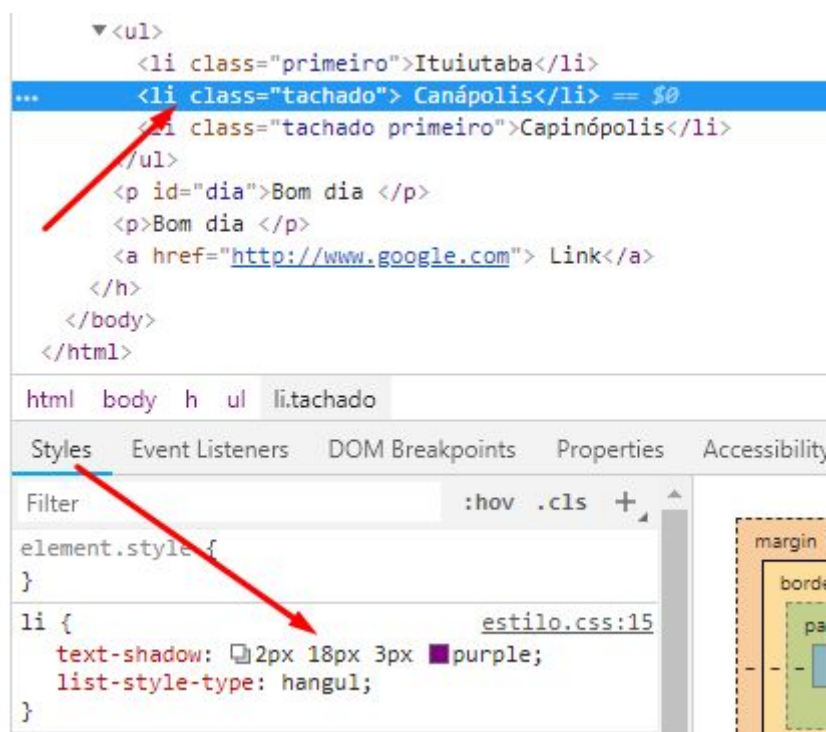 ▼<ul>
<li class="primeiro">Ituiutaba</li>
... <li class="tachado"> Canápolis</li> == $0
<li class="tachado primeiro">Capinópolis</li>
</ul>
<p id="dia">Bom dia </p>
<p>Bom dia </p>
<a href="http://www.google.com"> Link</a>
</h>
</body>
</html>
html body h ul li.tachado
Styles Event Listeners DOM Breakpoints Properties Accessibility
Filter :hov .cls +
element.style {
}
margin
borde
li { estilo.css:15
pa
text-shadow: 2px 18px 3px purple;
list-style-type: hangul;
}